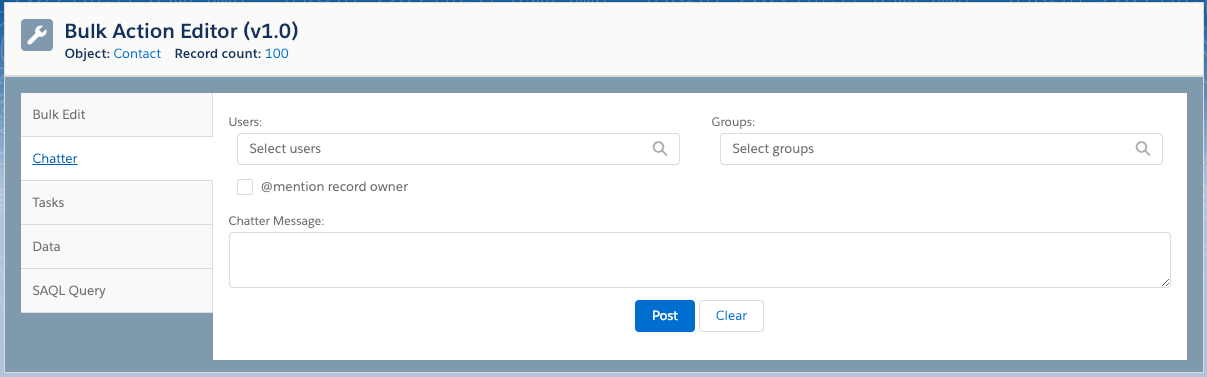 Bulk Action Editor (v1.0)
Object: Contact Record count: 100
Bulk Edit
Chatter
Tasks
Data
SAQL Query
Users: Groups:
Select users Select groups
@mention record owner
Chatter Message:
Post Clear